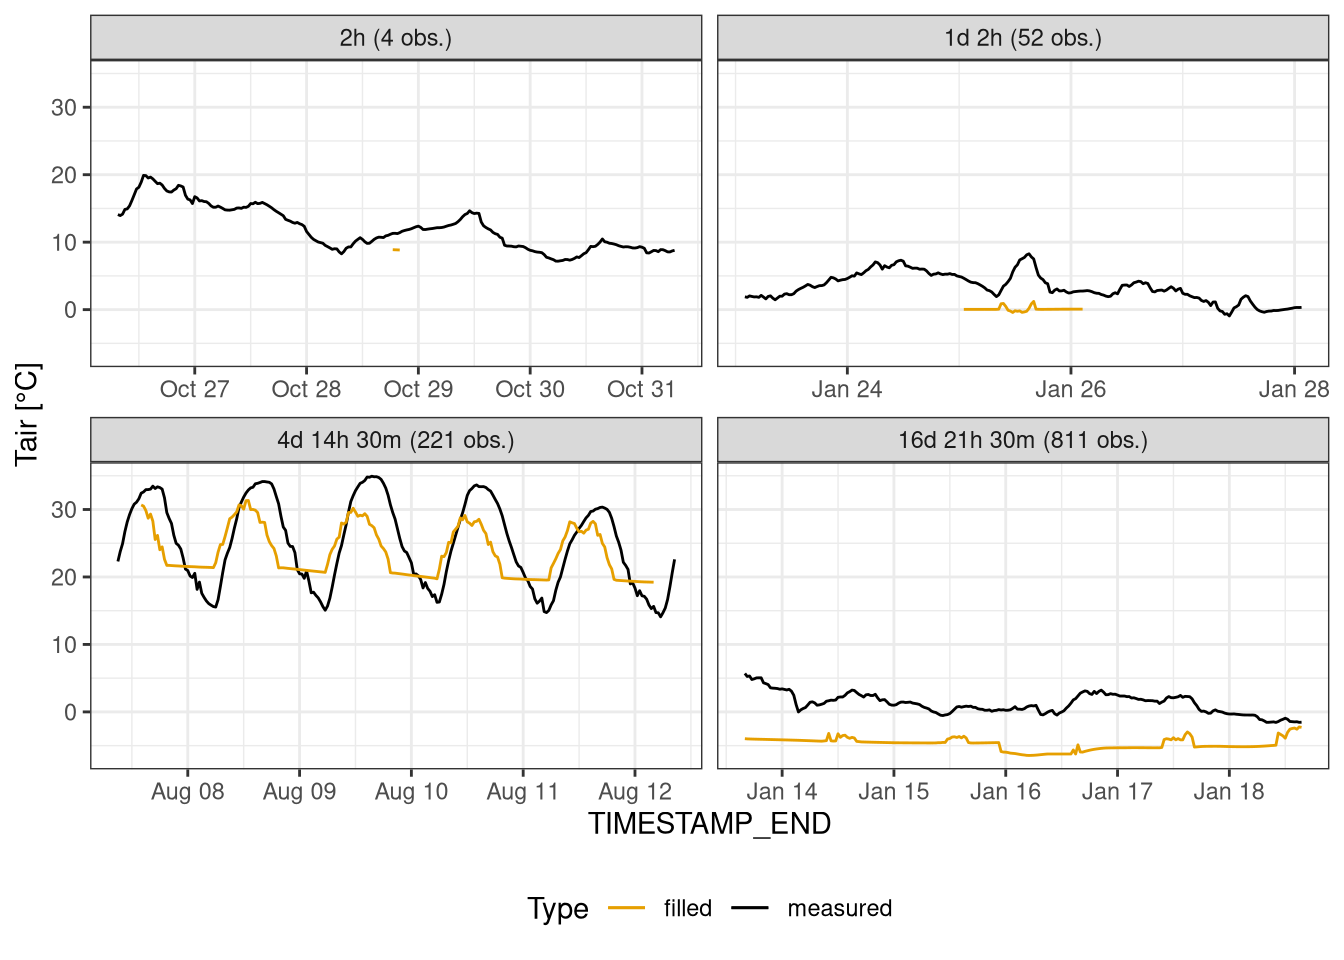 2h (4 obs.)
1d 2h (52 obs.)
30
20
10
0
Oct 27 Oct 28 Oct 29 Oct 30 Oct 31
Jan 24 Jan 26 Jan 28
Tair [°C]
4d 14h 30m (221 obs.)
16d 21h 30m (811 obs.)
30
20
10
0
Aug 08 Aug 09 Aug 10 Aug 11 Aug 12
Jan 14 Jan 15 Jan 16 Jan 17 Jan 18
TIMESTAMP_END
Type filled measured